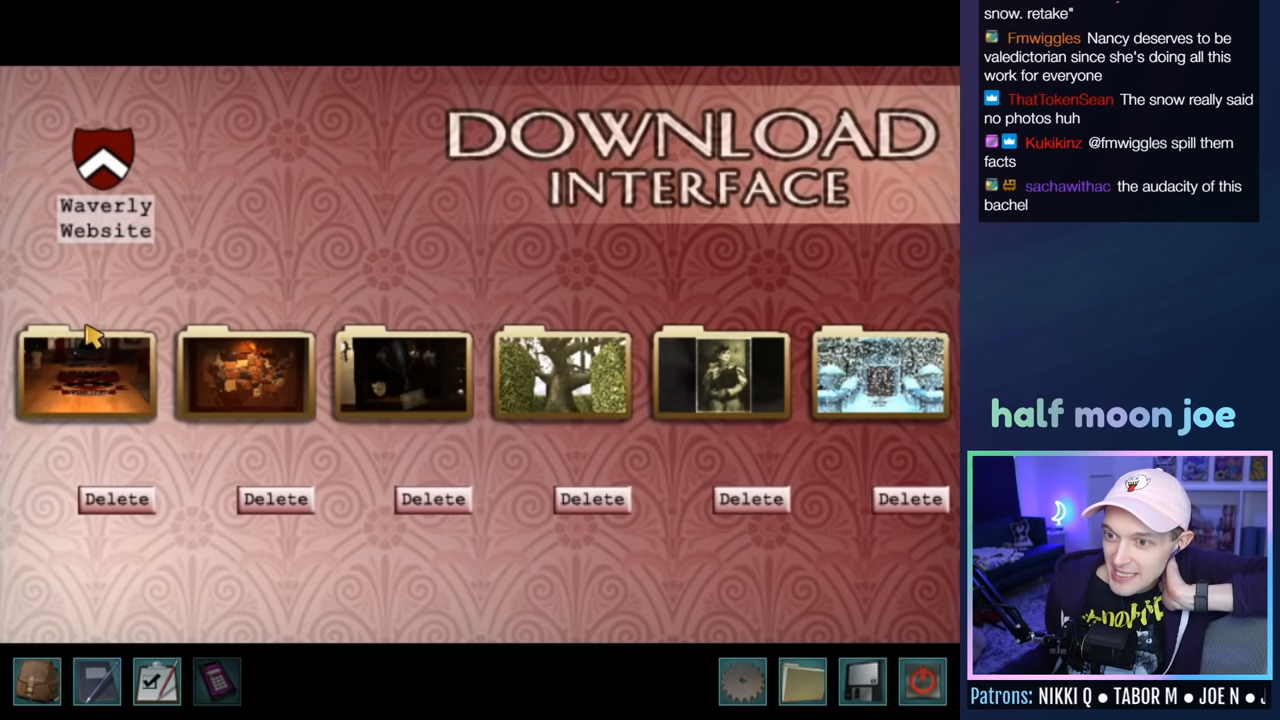 DOWNLOAD
INTERFACE
Waverly
Website
Delete
Delete
Delete
Delete
Delete
Delete
snow. retake"
Fmwiggles Nancy deserves to be
valedictorian since she's doing all this
work for everyone
ThatTokenSean The snow really said
no photos huh
Kukikinz @fmwiggles spill them
facts
sachawithac the audacity of this
bachel
half moon joe
Patrons: NIKKI Q ● TABOR M ● JOE N ●